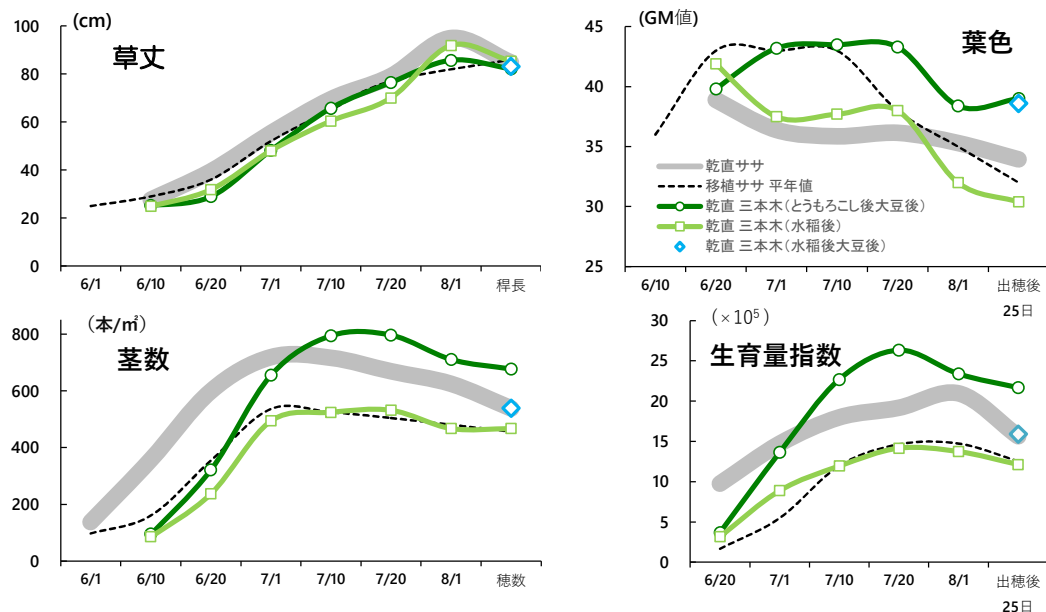 (cm)
草丈
100
80
60
40
20
0
6/1 6/10 6/20 7/1 7/10 7/20 8/1 稈長
(GM値)
葉色
45
40
35
30
25
乾直ササ
移植ササ 平年値
乾直 三本木(とうもろこし後大豆後)
乾直 三本木(水稲後)
乾直 三本木(水稲後大豆後)
6/10 6/20 7/1 7/10 7/20 8/1 出穂後
25日
(本/㎡)
茎数
800
600
400
200
0
6/1 6/10 6/20 7/1 7/10 7/20 8/1 穂数
(×10⁵)
生育量指数
30
25
20
15
10
5
0
6/20 7/1 7/10 7/20 8/1 出穂後
25日